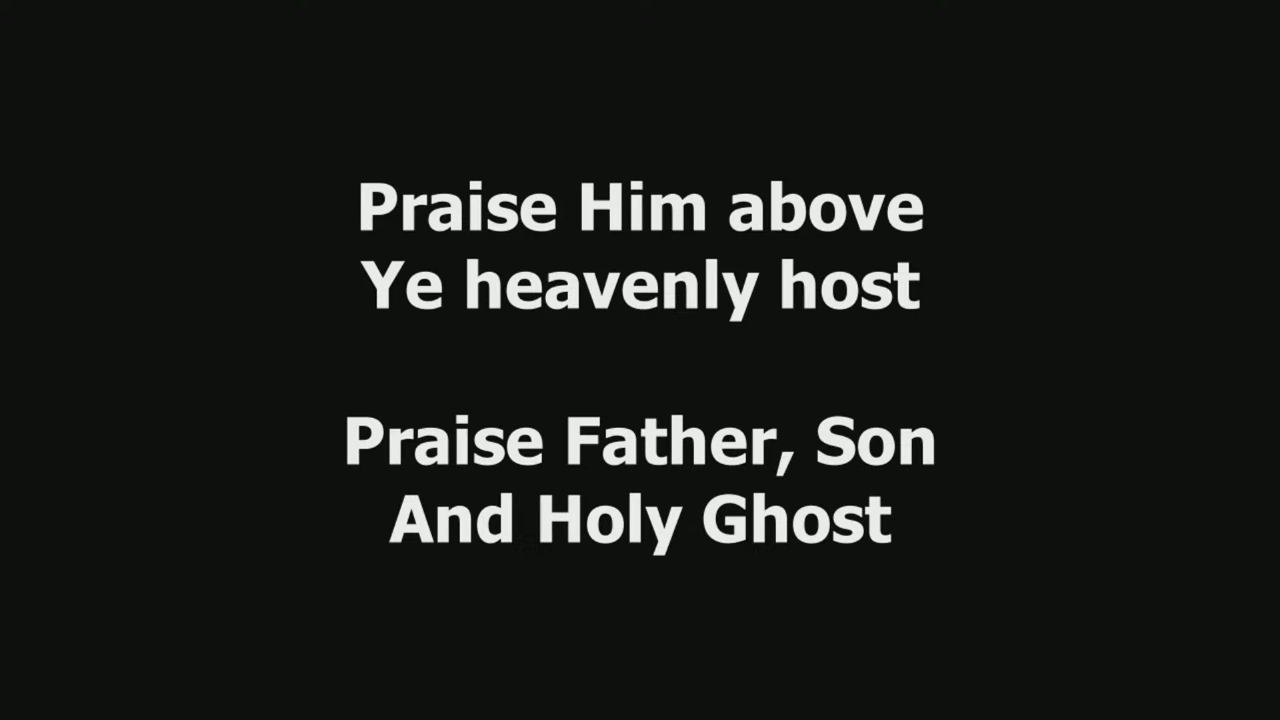 Praise Him above
Ye heavenly host
Praise Father, Son
And Holy Ghost